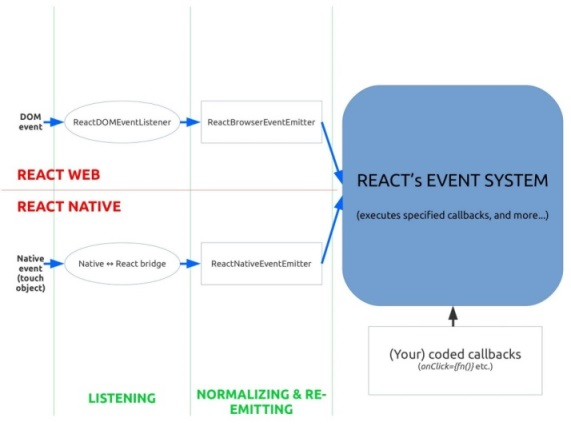 DOM
event
ReactDOMEventListener
ReactBrowserEventEmitter
REACT WEB
REACT NATIVE
Native
event
(touch
object)
Native ↔ React bridge
ReactNativeEventEmitter
REACT's EVENT SYSTEM
(executes specified callbacks, and more...)
(Your) coded callbacks
(onClick={fn()} etc.)
LISTENING
NORMALIZING & RE-
EMITTING